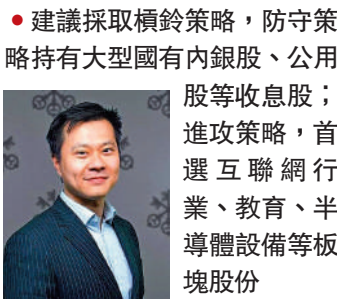 ●建議採取槓鈴策略，防守策
略持有大型國有內銀股、公用
股等收息股；
進攻策略，首
選互聯網行
業、教育、半
導體設備等板
塊股份